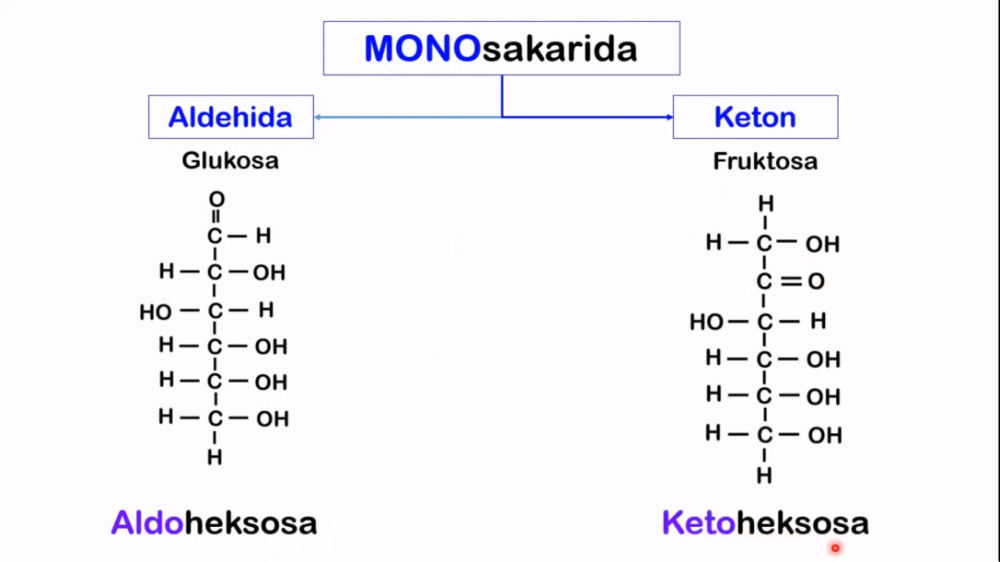 MONOsakarida
Aldehida
Keton
Glukosa
Fruktosa
O
C — H
H — C — OH
HO — C — H
H — C — OH
H — C — OH
H — C — OH
H
H
H — C — OH
C = O
HO — C — H
H — C — OH
H — C — OH
H — C — OH
H
Aldoheksosa
Ketoheksosa